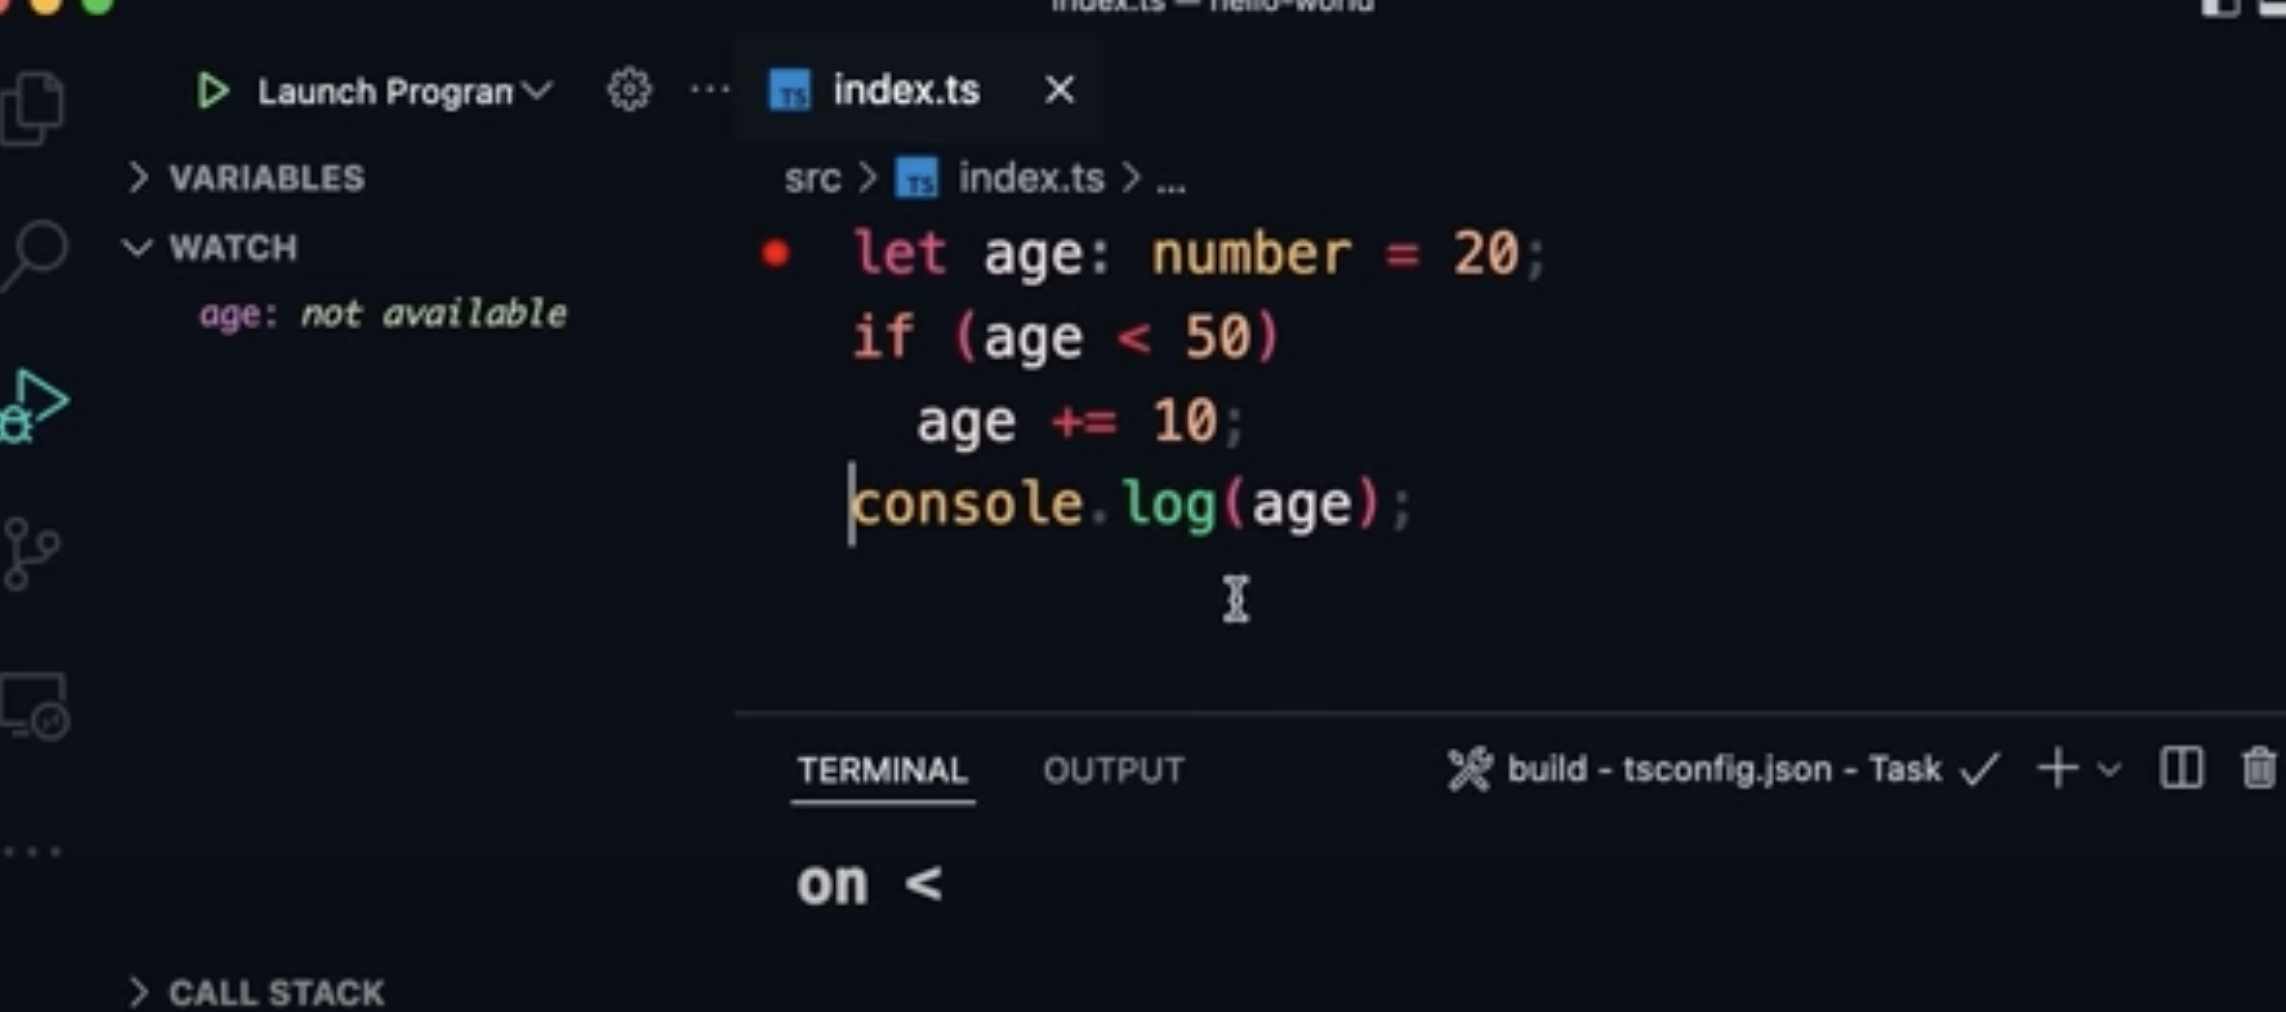 index.ts — hello-world
Launch Progran
index.ts
VARIABLES
src > TS index.ts > ...
WATCH
age: not available
let age: number = 20;
if (age < 50)
age += 10;
console.log(age);
TERMINAL OUTPUT build - tsconfig.json - Task
on <
CALL STACK